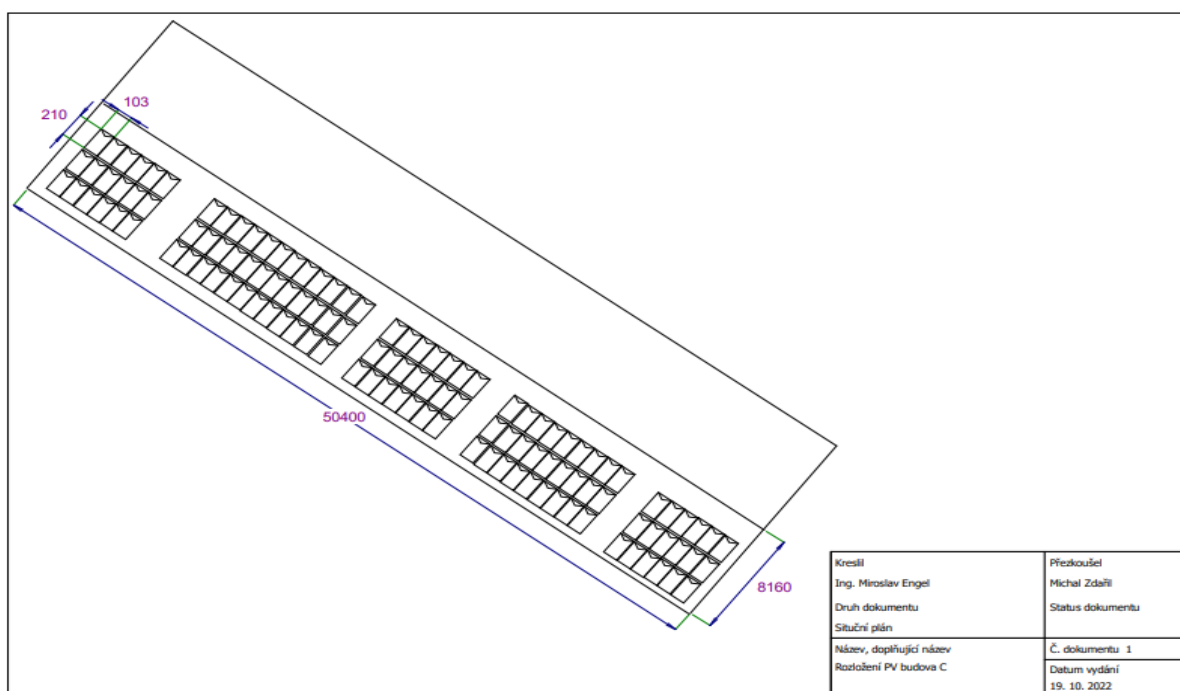 103
210
50400
8160
Kreslil
Přezkoušel
Ing. Miroslav Engel
Michal Zdařil
Druh dokumentu
Status dokumentu
Situční plán
Název, doplňující název
Č. dokumentu 1
Rozložení PV budova C
Datum vydání
19. 10. 2022